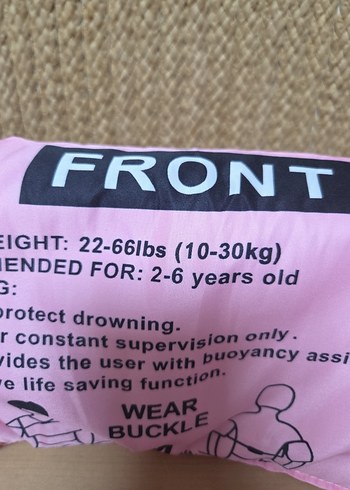 FRONT
EIGHT: 22-66lbs (10-30kg)
MENDED FOR: 2-6 years old
G:
protect drowning.
r constant supervision only.
vides the user with buoyancy assi
ve life saving function.
WEAR
BUCKLE